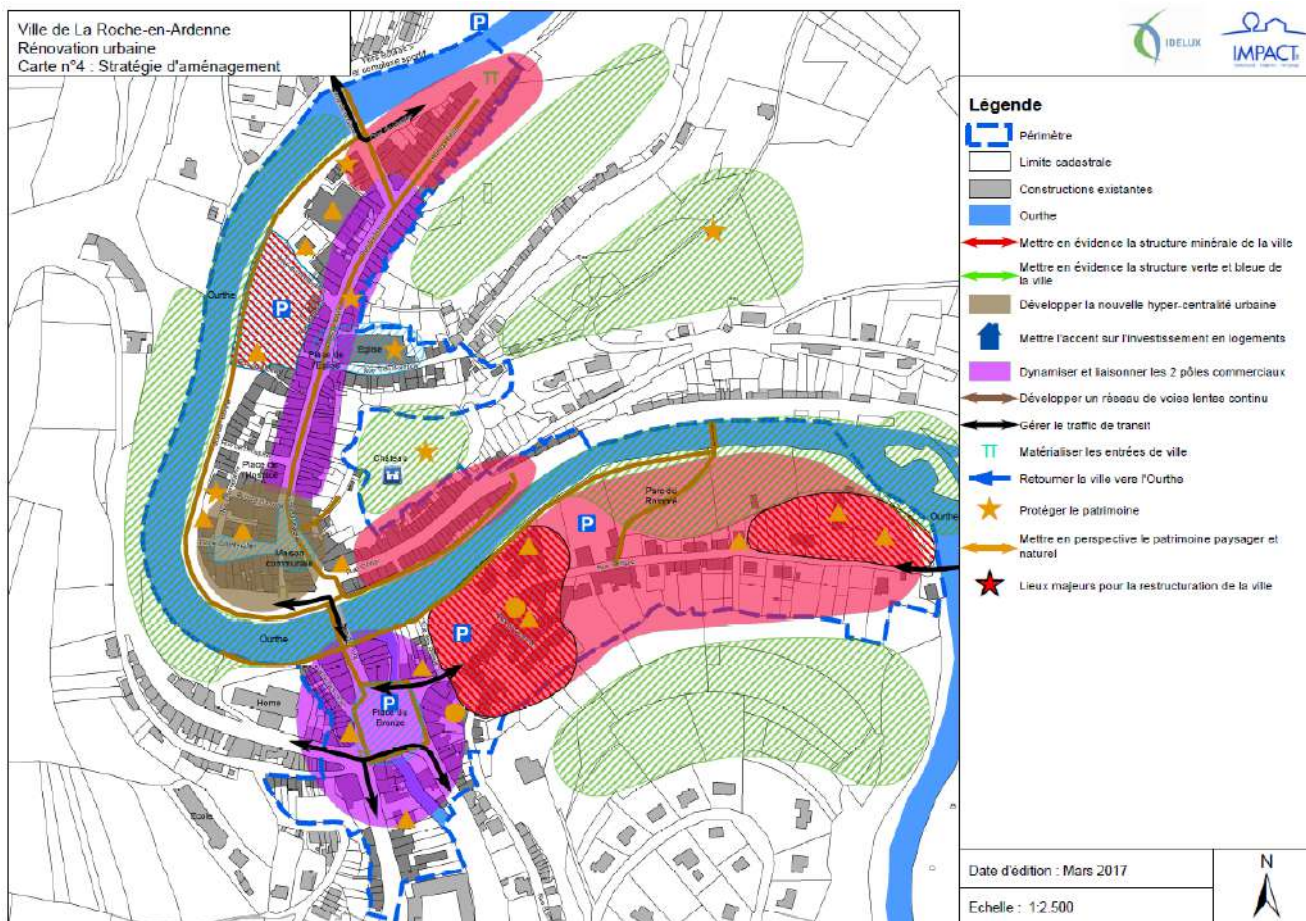 Ville de La Roche-en-Ardenne
Rénovation urbaine
Carte n°4 : Stratégie d'aménagement
P
IDELUX
IMPACT
Légende
Périmètre
Limite cadastrale
Constructions existantes
Ourthe
Mettre en évidence la structure minérale de la ville
Mettre en évidence la structure verte et bleue de
la ville
Développer la nouvelle hyper-centralité urbaine
Mettre l'accent sur l'investissement en logements
Dynamiser et liaisonner les 2 pôles commerciaux
Développer un réseau de voies lentes continu
Gérer le traffic de transit
Matérialiser les entrées de ville
Retourner la ville vers l'Ourthe
Protéger le patrimoine
Mettre en perspective le patrimoine paysager et
naturel
Lieux majeurs pour la restructuration de la ville
Ourthe
P
Place de
Eglise
Château
Place de
Maison
communale
Parc du
P
Ourthe
P
Ourthe
Home
P
Place du
Bronze
Ecole
Date d'édition : Mars 2017
Echelle : 1:2.500
N